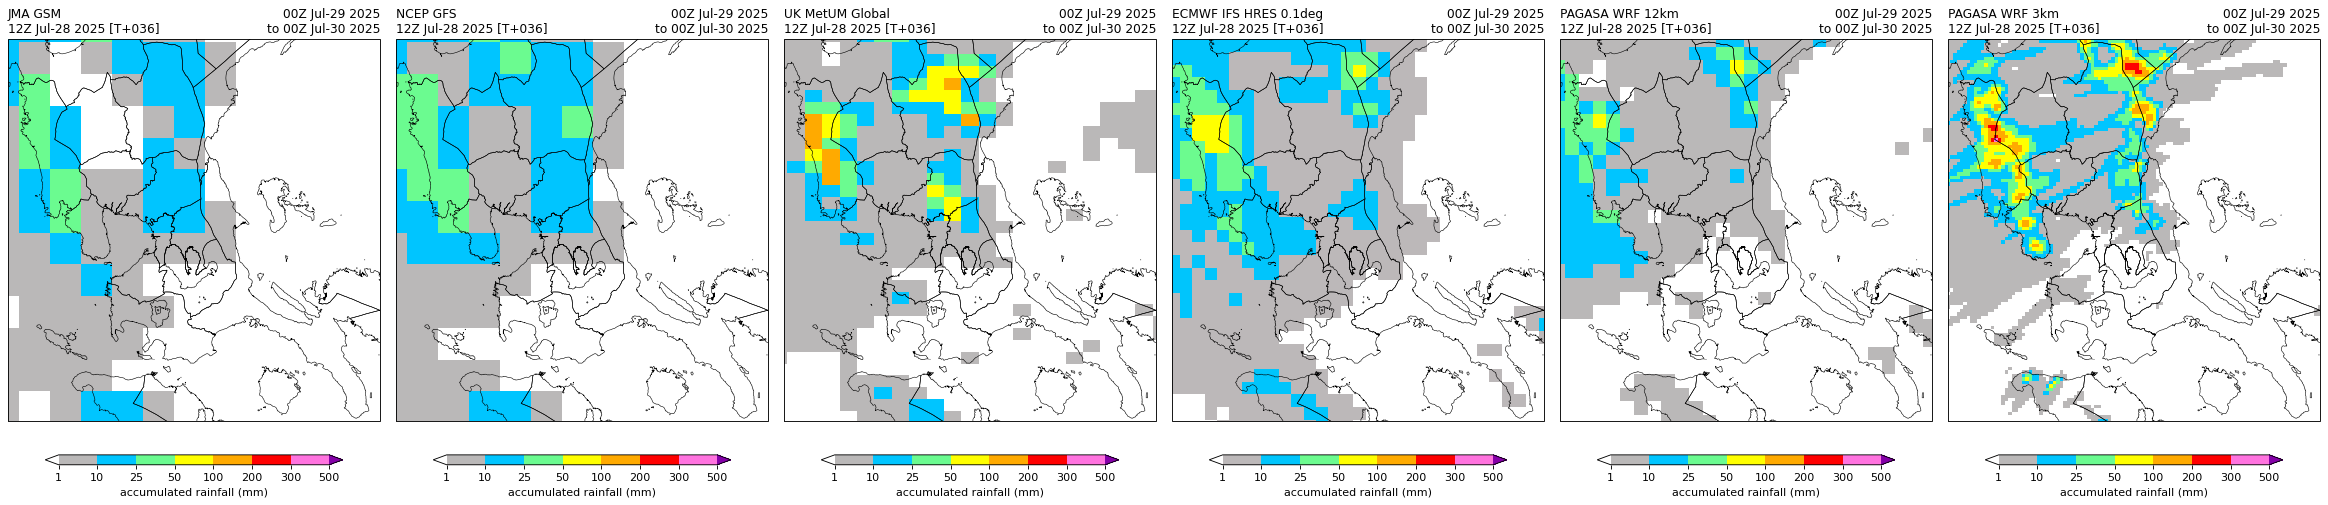 JMA GSM 00Z Jul-29 2025
12Z Jul-28 2025 [T+036] to 00Z Jul-30 2025
1 10 25 50 100 200 300 500
accumulated rainfall (mm)
NCEP GFS 00Z Jul-29 2025
12Z Jul-28 2025 [T+036] to 00Z Jul-30 2025
1 10 25 50 100 200 300 500
accumulated rainfall (mm)
UK MetUM Global 00Z Jul-29 2025
12Z Jul-28 2025 [T+036] to 00Z Jul-30 2025
1 10 25 50 100 200 300 500
accumulated rainfall (mm)
ECMWF IFS HRES 0.1deg 00Z Jul-29 2025
12Z Jul-28 2025 [T+036] to 00Z Jul-30 2025
1 10 25 50 100 200 300 500
accumulated rainfall (mm)
PAGASA WRF 12km 00Z Jul-29 2025
12Z Jul-28 2025 [T+036] to 00Z Jul-30 2025
1 10 25 50 100 200 300 500
accumulated rainfall (mm)
PAGASA WRF 3km 00Z Jul-29 2025
12Z Jul-28 2025 [T+036] to 00Z Jul-30 2025
1 10 25 50 100 200 300 500
accumulated rainfall (mm)